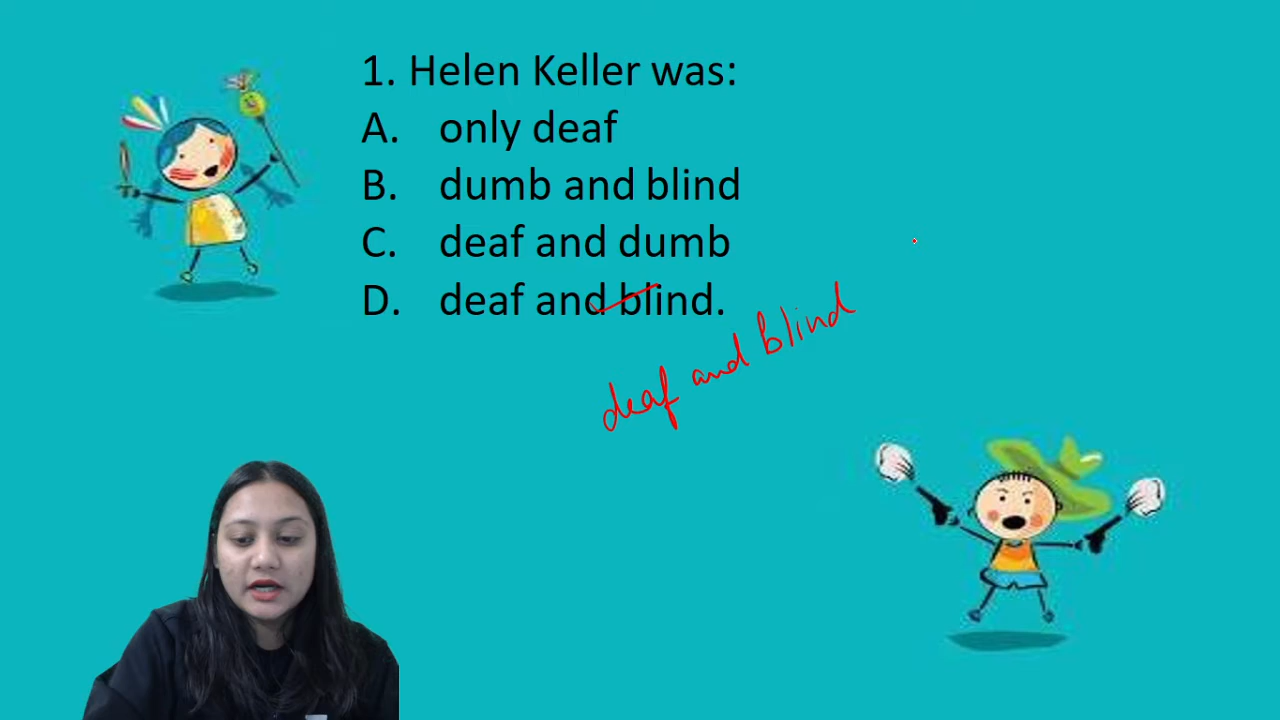 1. Helen Keller was:
A. only deaf
B. dumb and blind
C. deaf and dumb
D. deaf and blind.
deaf and blind